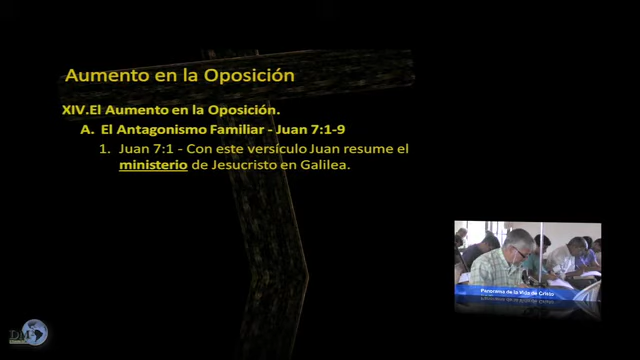 Aumento en la Oposición
XIV.El Aumento en la Oposición.
A. El Antagonismo Familiar - Juan 7:1-9
1. Juan 7:1 - Con este versículo Juan resume el
ministerio de Jesucristo en Galilea.
Panorama de la Vida de Cristo
DM